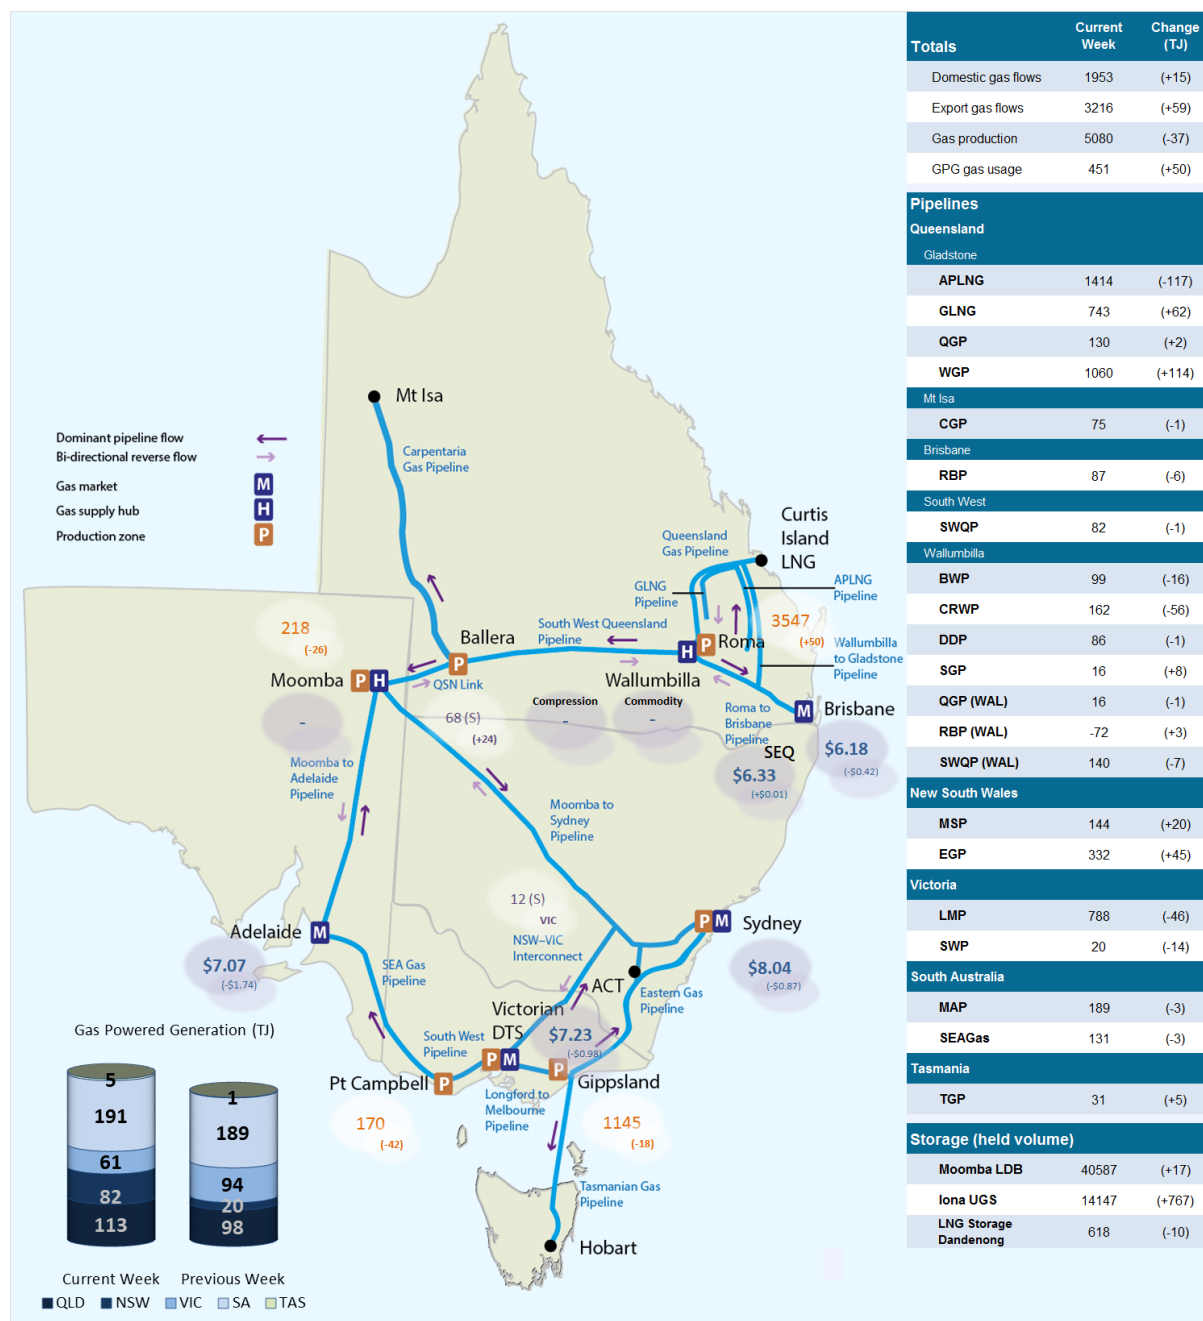 Mt Isa
Dominant pipeline flow
Bi-directional reverse flow
Gas market
M
Gas supply hub
H
Production zone
P
Carpentaria
Gas Pipeline
Curtis
Island
LNG
Queensland
Gas Pipeline
GLNG
Pipeline
APLNG
Pipeline
218
(-26)
Ballera
South West Queensland
Pipeline
3547
(+50)
H
P
Roma
Wallumbilla
to Gladstone
Pipeline
P
Moomba
P
H
QSN Link
Wallumbilla
-
68 (S)
(+24)
Compression
-
Commodity
-
Roma to
Brisbane
Pipeline
M
Brisbane
$6.18
(-$0.42)
SEQ
$6.33
(+$0.01)
Moomba to
Adelaide
Pipeline
Moomba to
Sydney
Pipeline
12 (S)
VIC
NSW–VIC
Interconnect
P
M
Sydney
$8.04
(-$0.87)
Adelaide
M
$7.07
(-$1.74)
SEA Gas
Pipeline
ACT
Eastern Gas
Pipeline
Victorian
DTS
$7.23
(-$0.98)
South West
Pipeline
P
M
P
Pt Campbell
P
Gippsland
170
(-42)
Longford to
Melbourne
Pipeline
1145
(-18)
Tasmanian Gas
Pipeline
Hobart
Gas Powered Generation (TJ)
5
191
61
82
113
1
189
94
20
98
Current Week
Previous Week
QLD NSW VIC SA TAS
Totals Current Week Change (TJ)
Domestic gas flows 1953 (+15)
Export gas flows 3216 (+59)
Gas production 5080 (-37)
GPG gas usage 451 (+50)
Pipelines
Queensland
Gladstone
APLNG 1414 (-117)
GLNG 743 (+62)
QGP 130 (+2)
WGP 1060 (+114)
Mt Isa
CGP 75 (-1)
Brisbane
RBP 87 (-6)
South West
SWQP 82 (-1)
Wallumbilla
BWP 99 (-16)
CRWP 162 (-56)
DDP 86 (-1)
SGP 16 (+8)
QGP (WAL) 16 (-1)
RBP (WAL) -72 (+3)
SWQP (WAL) 140 (-7)
New South Wales
MSP 144 (+20)
EGP 332 (+45)
Victoria
LMP 788 (-46)
SWP 20 (-14)
South Australia
MAP 189 (-3)
SEAGas 131 (-3)
Tasmania
TGP 31 (+5)
Storage (held volume)
Moomba LDB 40587 (+17)
Iona UGS 14147 (+767)
LNG Storage
Dandenong 618 (-10)